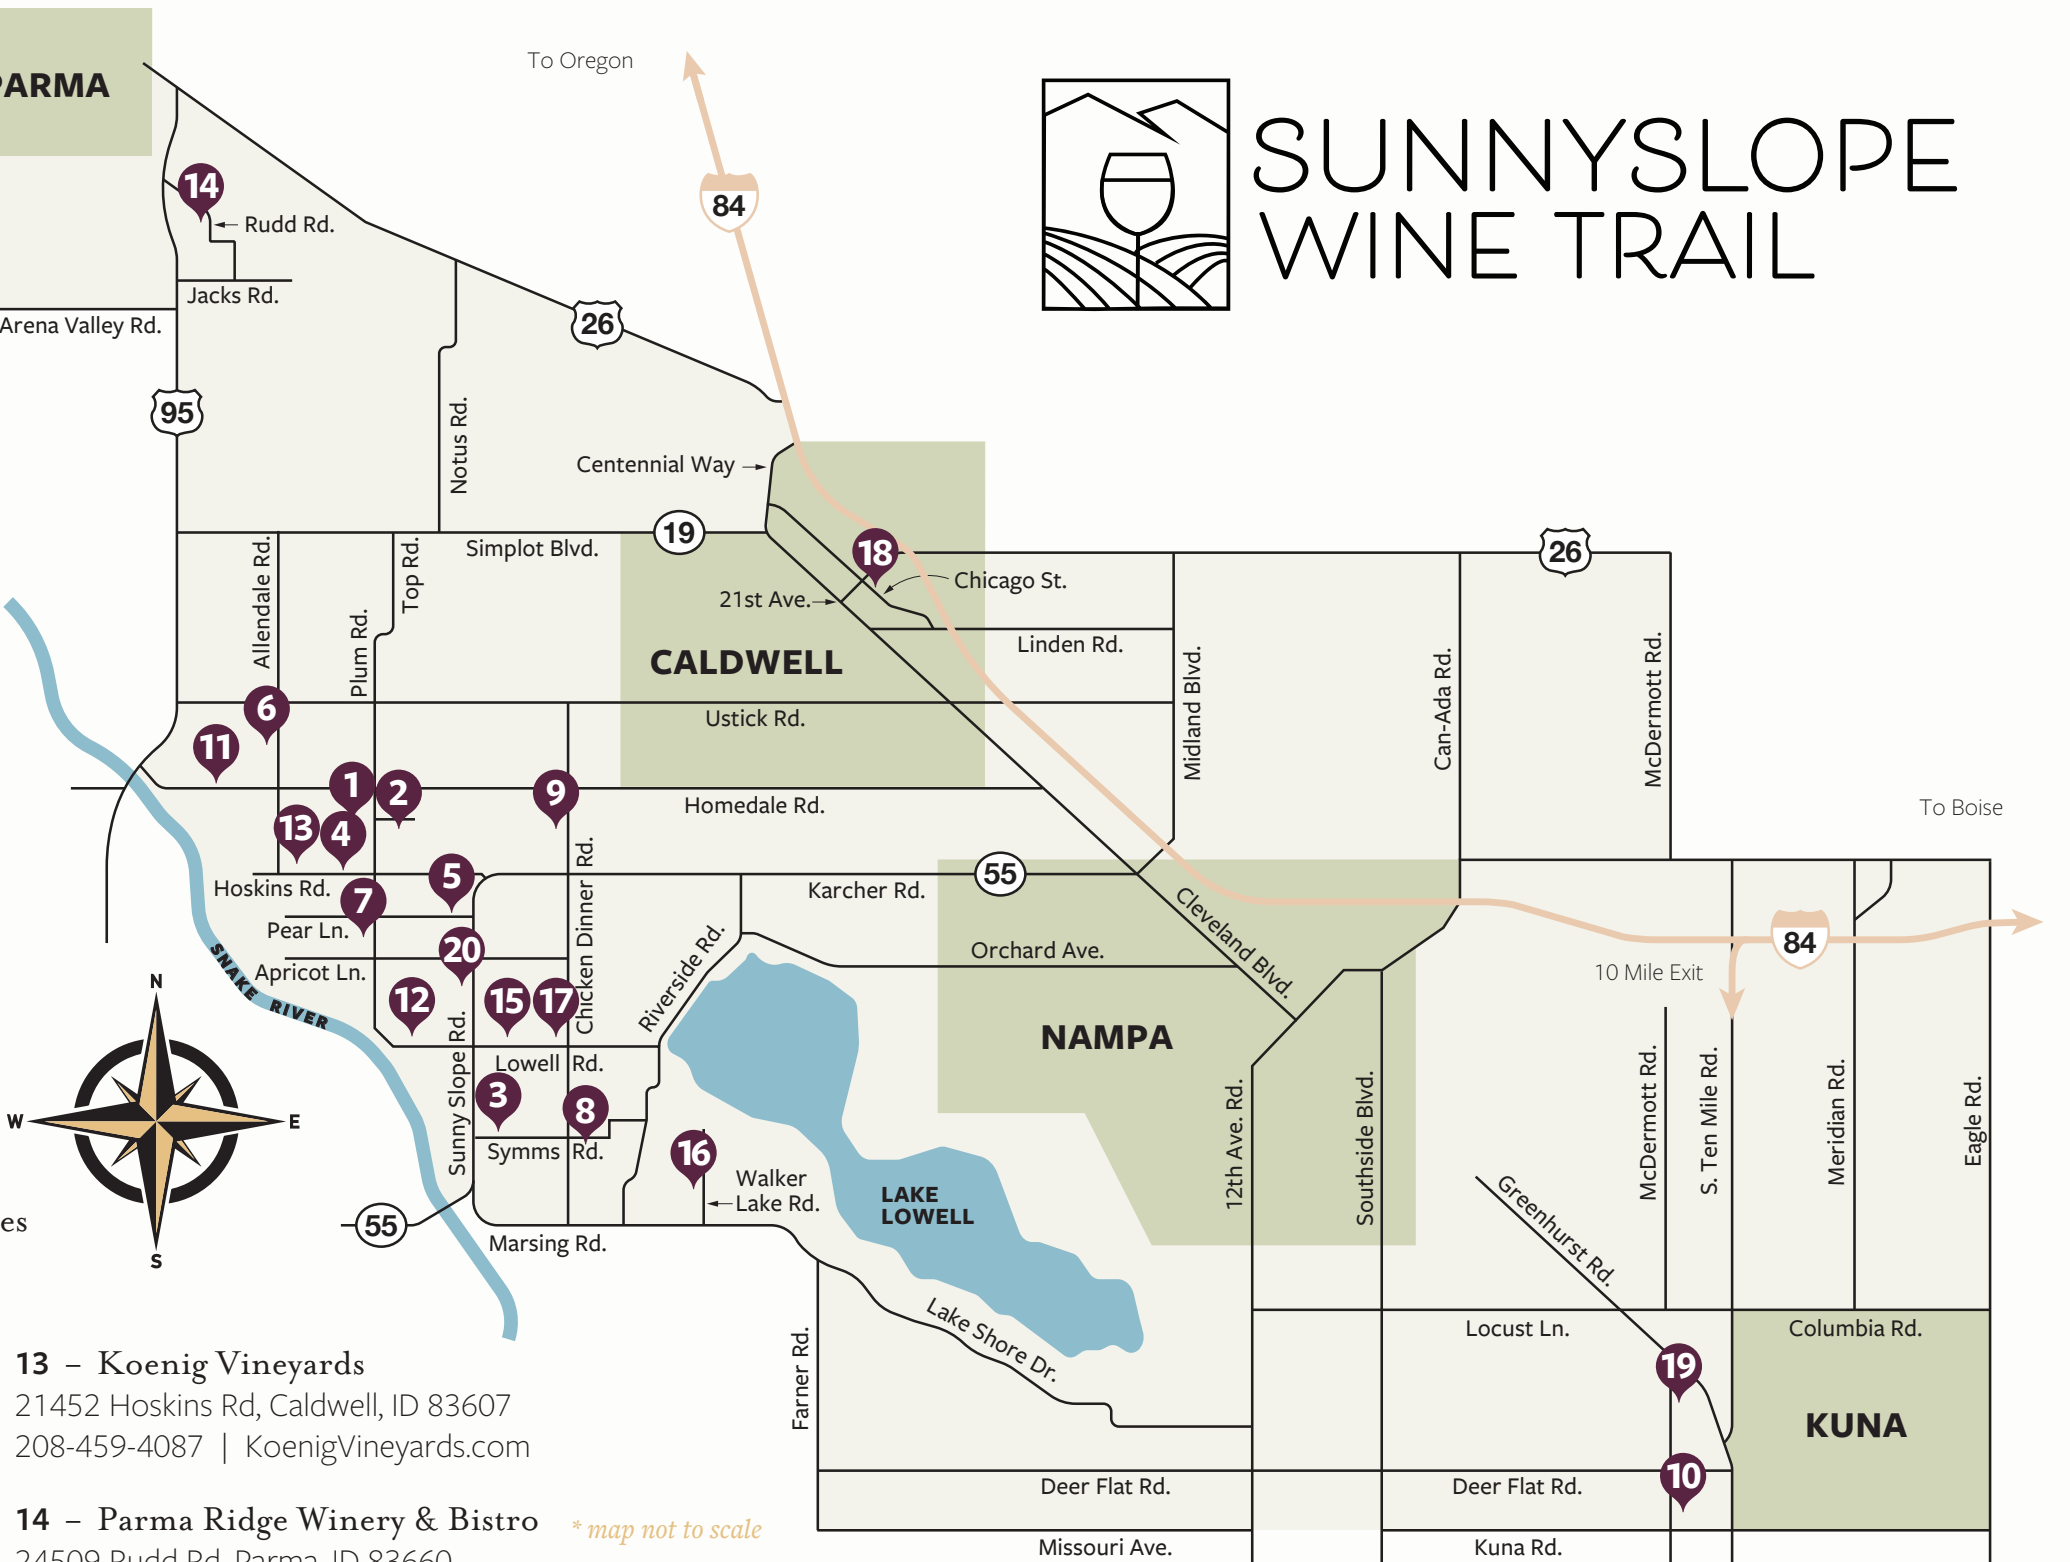 PARMA
To Oregon
84
SUNNYSLOPE
WINE TRAIL
14
Rudd Rd.
Jacks Rd.
Arena Valley Rd.
26
95
Notus Rd.
Centennial Way
19
Simplot Blvd.
18
26
Chicago St.
21st Ave.
Allendale Rd.
Top Rd.
Plum Rd.
CALDWELL
Linden Rd.
Midland Blvd.
Can-Ada Rd.
McDermott Rd.
6
Ustick Rd.
11
1
2
9
Homedale Rd.
To Boise
13
4
5
Hoskins Rd.
7
Chicken Dinner Rd.
Karcher Rd.
55
Cleveland Blvd.
Pear Ln.
20
Orchard Ave.
84
Apricot Ln.
10 Mile Exit
SNAKE RIVER
12
15
17
Riverside Rd.
NAMPA
N
W
E
S
Sunny Slope Rd.
Lowell Rd.
3
8
Symms Rd.
16
Walker
Lake Rd.
LAKE
LOWELL
12th Ave. Rd.
Southside Blvd.
McDermott Rd.
S. Ten Mile Rd.
Meridian Rd.
Eagle Rd.
Greenhurst Rd.
es
55
Marsing Rd.
Lake Shore Dr.
Farner Rd.
Locust Ln.
Columbia Rd.
19
KUNA
10
Deer Flat Rd.
Deer Flat Rd.
Missouri Ave.
Kuna Rd.
13 – Koenig Vineyards
21452 Hoskins Rd, Caldwell, ID 83607
208-459-4087 | KoenigVineyards.com
14 – Parma Ridge Winery & Bistro
24509 Rudd Rd, Parma, ID 83660
* map not to scale